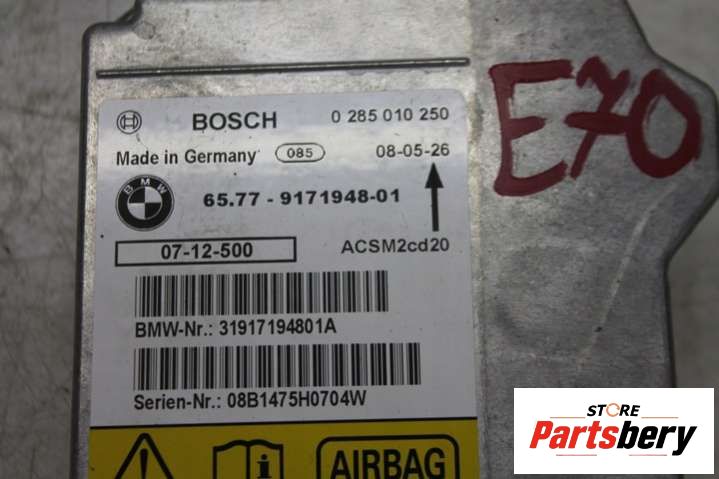 BOSCH 0 285 010 250
Made in Germany 085 08-05-26
BMW
65.77 - 9171948-01
07-12-500 ACSM2cd20
BMW-Nr.: 31917194801A
Serien-Nr.: 08B1475H0704W
AIRBAG
E70
STORE
Partsbery